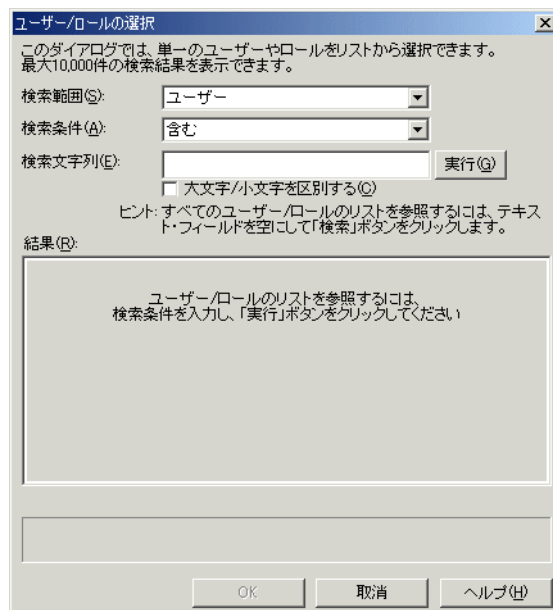 ユーザー/ロールの選択
このダイアログでは、単一のユーザーやロールをリストから選択できます。
最大10,000件の検索結果を表示できます。
検索範囲(S):
ユーザー
検索条件(A):
含む
検索文字列(E):
実行(G)
大文字/小文字を区別する(C)
ヒント: すべてのユーザー/ロールのリストを参照するには、テキス
ト・フィールドを空にして「検索」ボタンをクリックします。
結果(R):
ユーザー/ロールのリストを参照するには、
検索条件を入力し、「実行」ボタンをクリックしてください
OK
取消
ヘルプ(H)